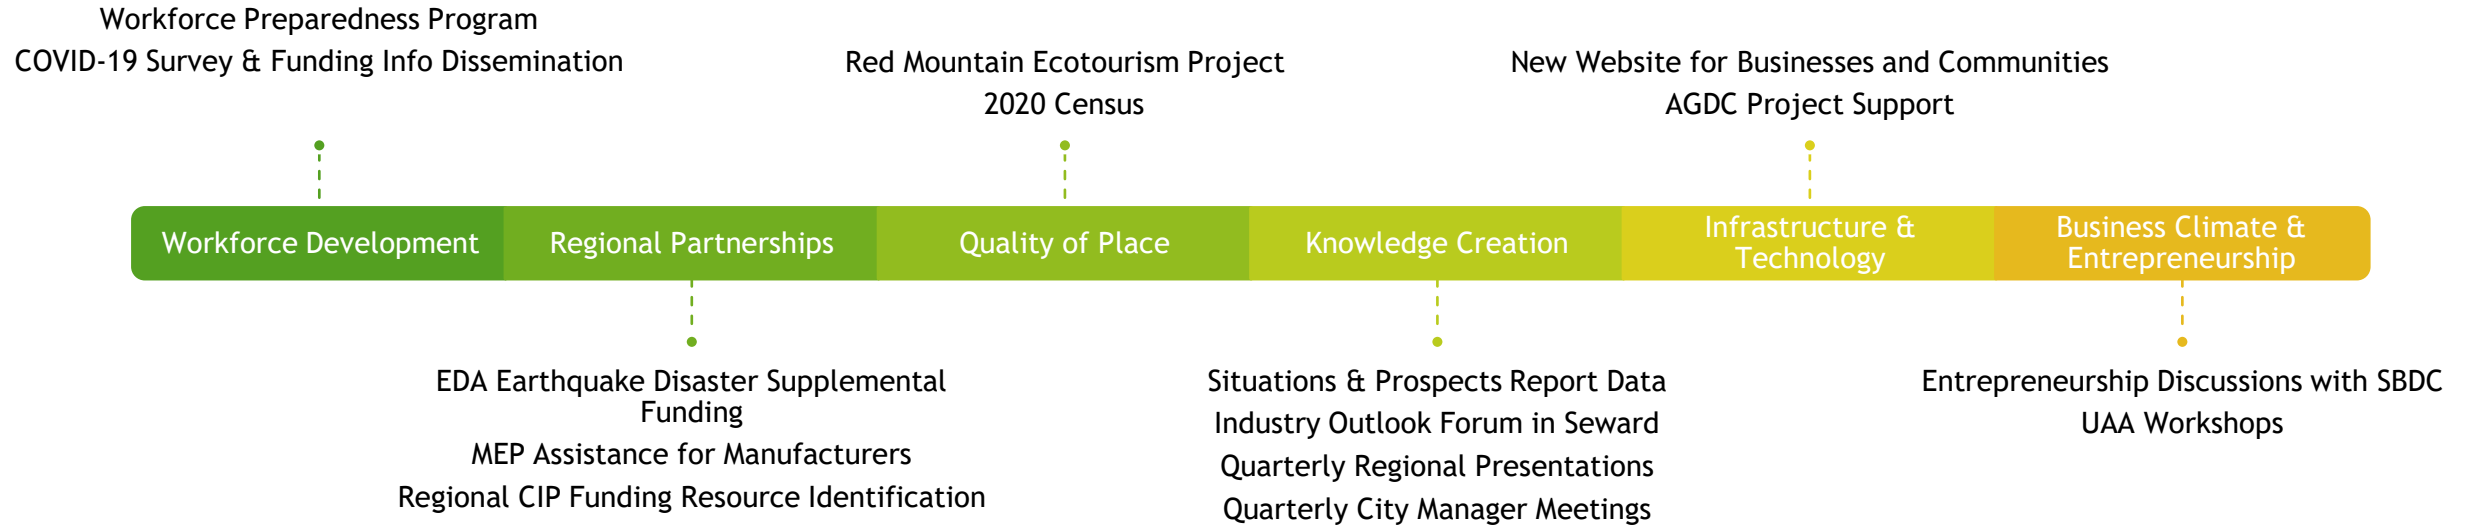 Workforce Preparedness Program
COVID-19 Survey & Funding Info Dissemination
Red Mountain Ecotourism Project
2020 Census
New Website for Businesses and Communities
AGDC Project Support
Workforce Development
Regional Partnerships
Quality of Place
Knowledge Creation
Infrastructure &
Technology
Business Climate &
Entrepreneurship
EDA Earthquake Disaster Supplemental
Funding
MEP Assistance for Manufacturers
Regional CIP Funding Resource Identification
Situations & Prospects Report Data
Industry Outlook Forum in Seward
Quarterly Regional Presentations
Quarterly City Manager Meetings
Entrepreneurship Discussions with SBDC
UAA Workshops